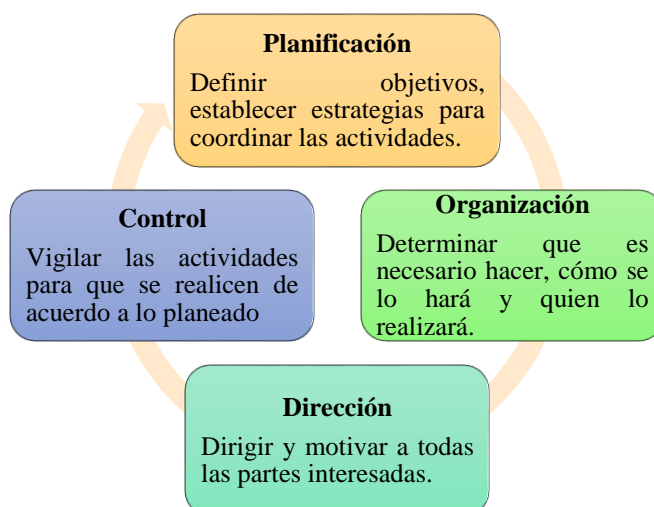 Planificación
Definir objetivos,
establecer estrategias para
coordinar las actividades.
Organización
Determinar que es
necesario hacer, cómo se
lo hará y quien lo
realizará.
Dirección
Dirigir y motivar a todas
las partes interesadas.
Control
Vigilar las actividades
para que se realicen de
acuerdo a lo planeado